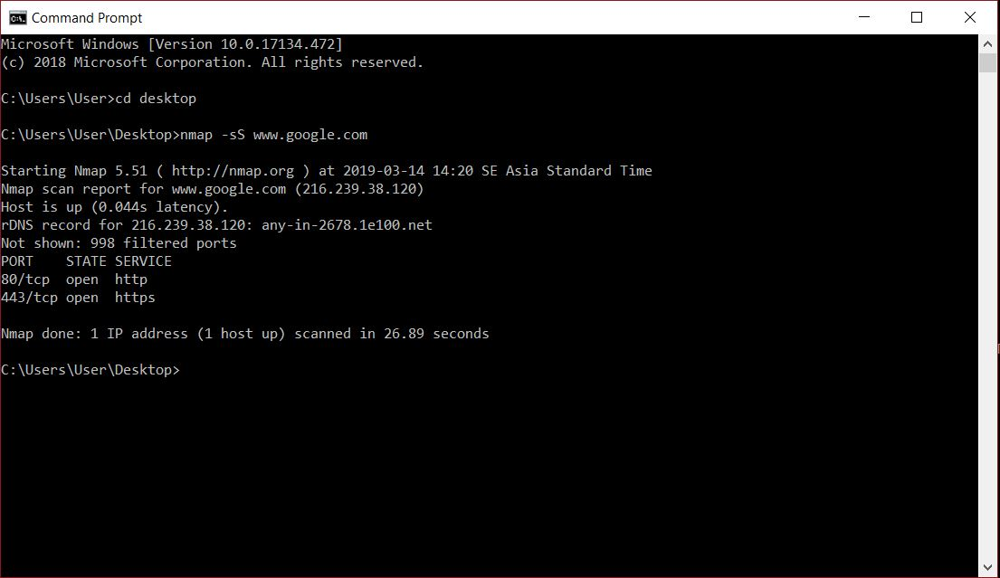 Command Prompt
Microsoft Windows [Version 10.0.17134.472]
(c) 2018 Microsoft Corporation. All rights reserved.
C:\Users\User>cd desktop
C:\Users\User\Desktop>nmap -sS www.google.com
Starting Nmap 5.51 ( http://nmap.org ) at 2019-03-14 14:20 SE Asia Standard Time
Nmap scan report for www.google.com (216.239.38.120)
Host is up (0.044s latency).
rDNS record for 216.239.38.120: any-in-2678.1e100.net
Not shown: 998 filtered ports
PORT    STATE SERVICE
80/tcp  open  http
443/tcp open  https
Nmap done: 1 IP address (1 host up) scanned in 26.89 seconds
C:\Users\User\Desktop>